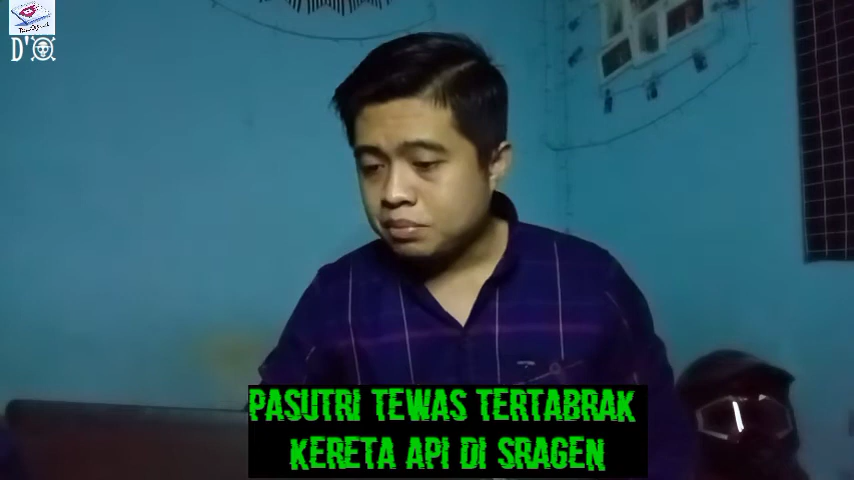 D'
PASUTRI TEWAS TERTABRAK
KERETA API DI SRAGEN